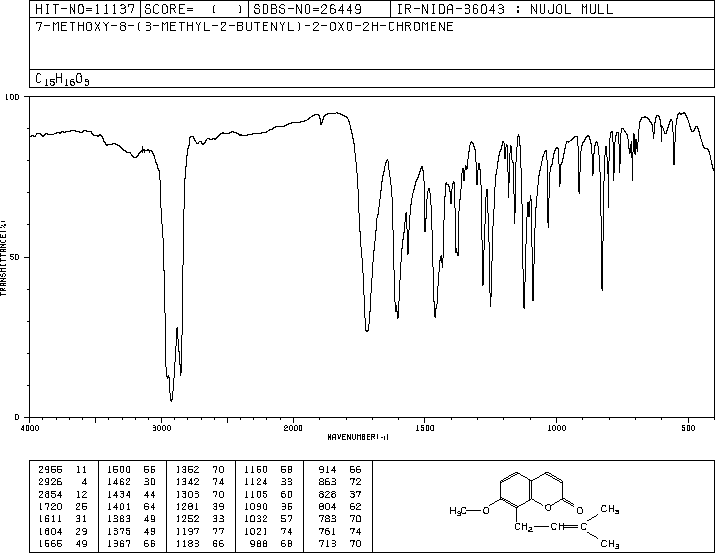 HIT-NO=11137 SCORE= ( ) SDBS-NO=26449 IR-NIDA-36043 : NUJOL MULL
7-METHOXY-8-(3-METHYL-2-BUTENYL)-2-OXO-2H-CHROMENE
C15H16O3
100
50
0
TRANSMITTANCE(%)
4000 3000 2000 1500 1000 500
WAVENUMBER(-1)
2955 11 1500 55 1352 70 1160 68 914 66
2926 4 1462 30 1342 74 1124 33 863 72
2854 12 1434 44 1303 70 1105 60 828 37
1720 26 1401 64 1281 39 1090 36 804 62
1611 31 1383 49 1252 33 1032 57 783 70
1604 29 1375 49 1197 77 1021 74 761 74
1566 49 1367 66 1183 66 988 68 713 70
H3C O O O
CH2 CH CH3
CH3